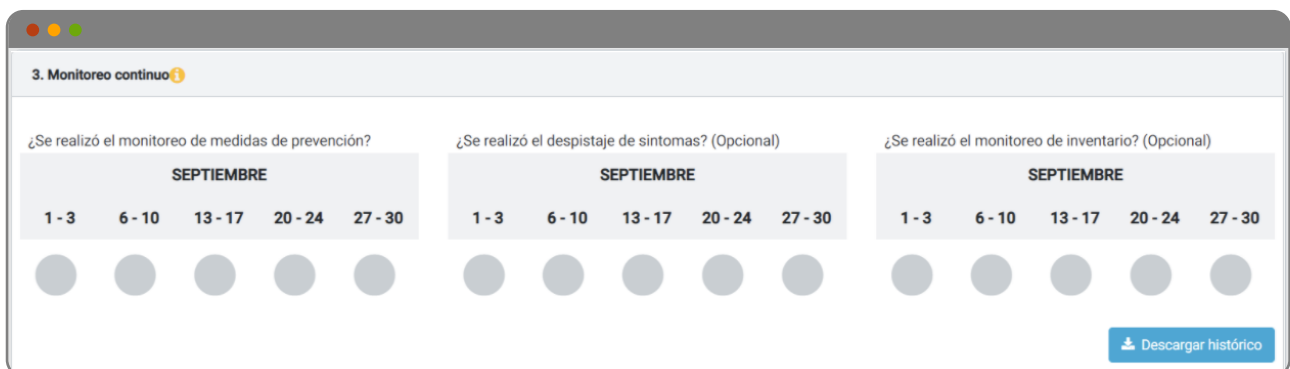 3. Monitoreo continuo
¿Se realizó el monitoreo de medidas de prevención?
SEPTIEMBRE
1 - 3 6 - 10 13 - 17 20 - 24 27 - 30
¿Se realizó el despistaje de sintomas? (Opcional)
SEPTIEMBRE
1 - 3 6 - 10 13 - 17 20 - 24 27 - 30
¿Se realizó el monitoreo de inventario? (Opcional)
SEPTIEMBRE
1 - 3 6 - 10 13 - 17 20 - 24 27 - 30
Descargar histórico